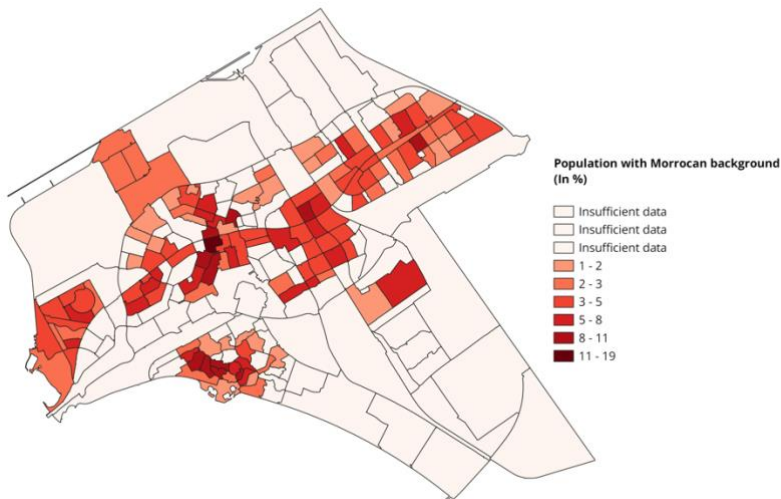 Population with Morrocan background
(In %)
Insufficient data
Insufficient data
Insufficient data
1 - 2
2 - 3
3 - 5
5 - 8
8 - 11
11 - 19